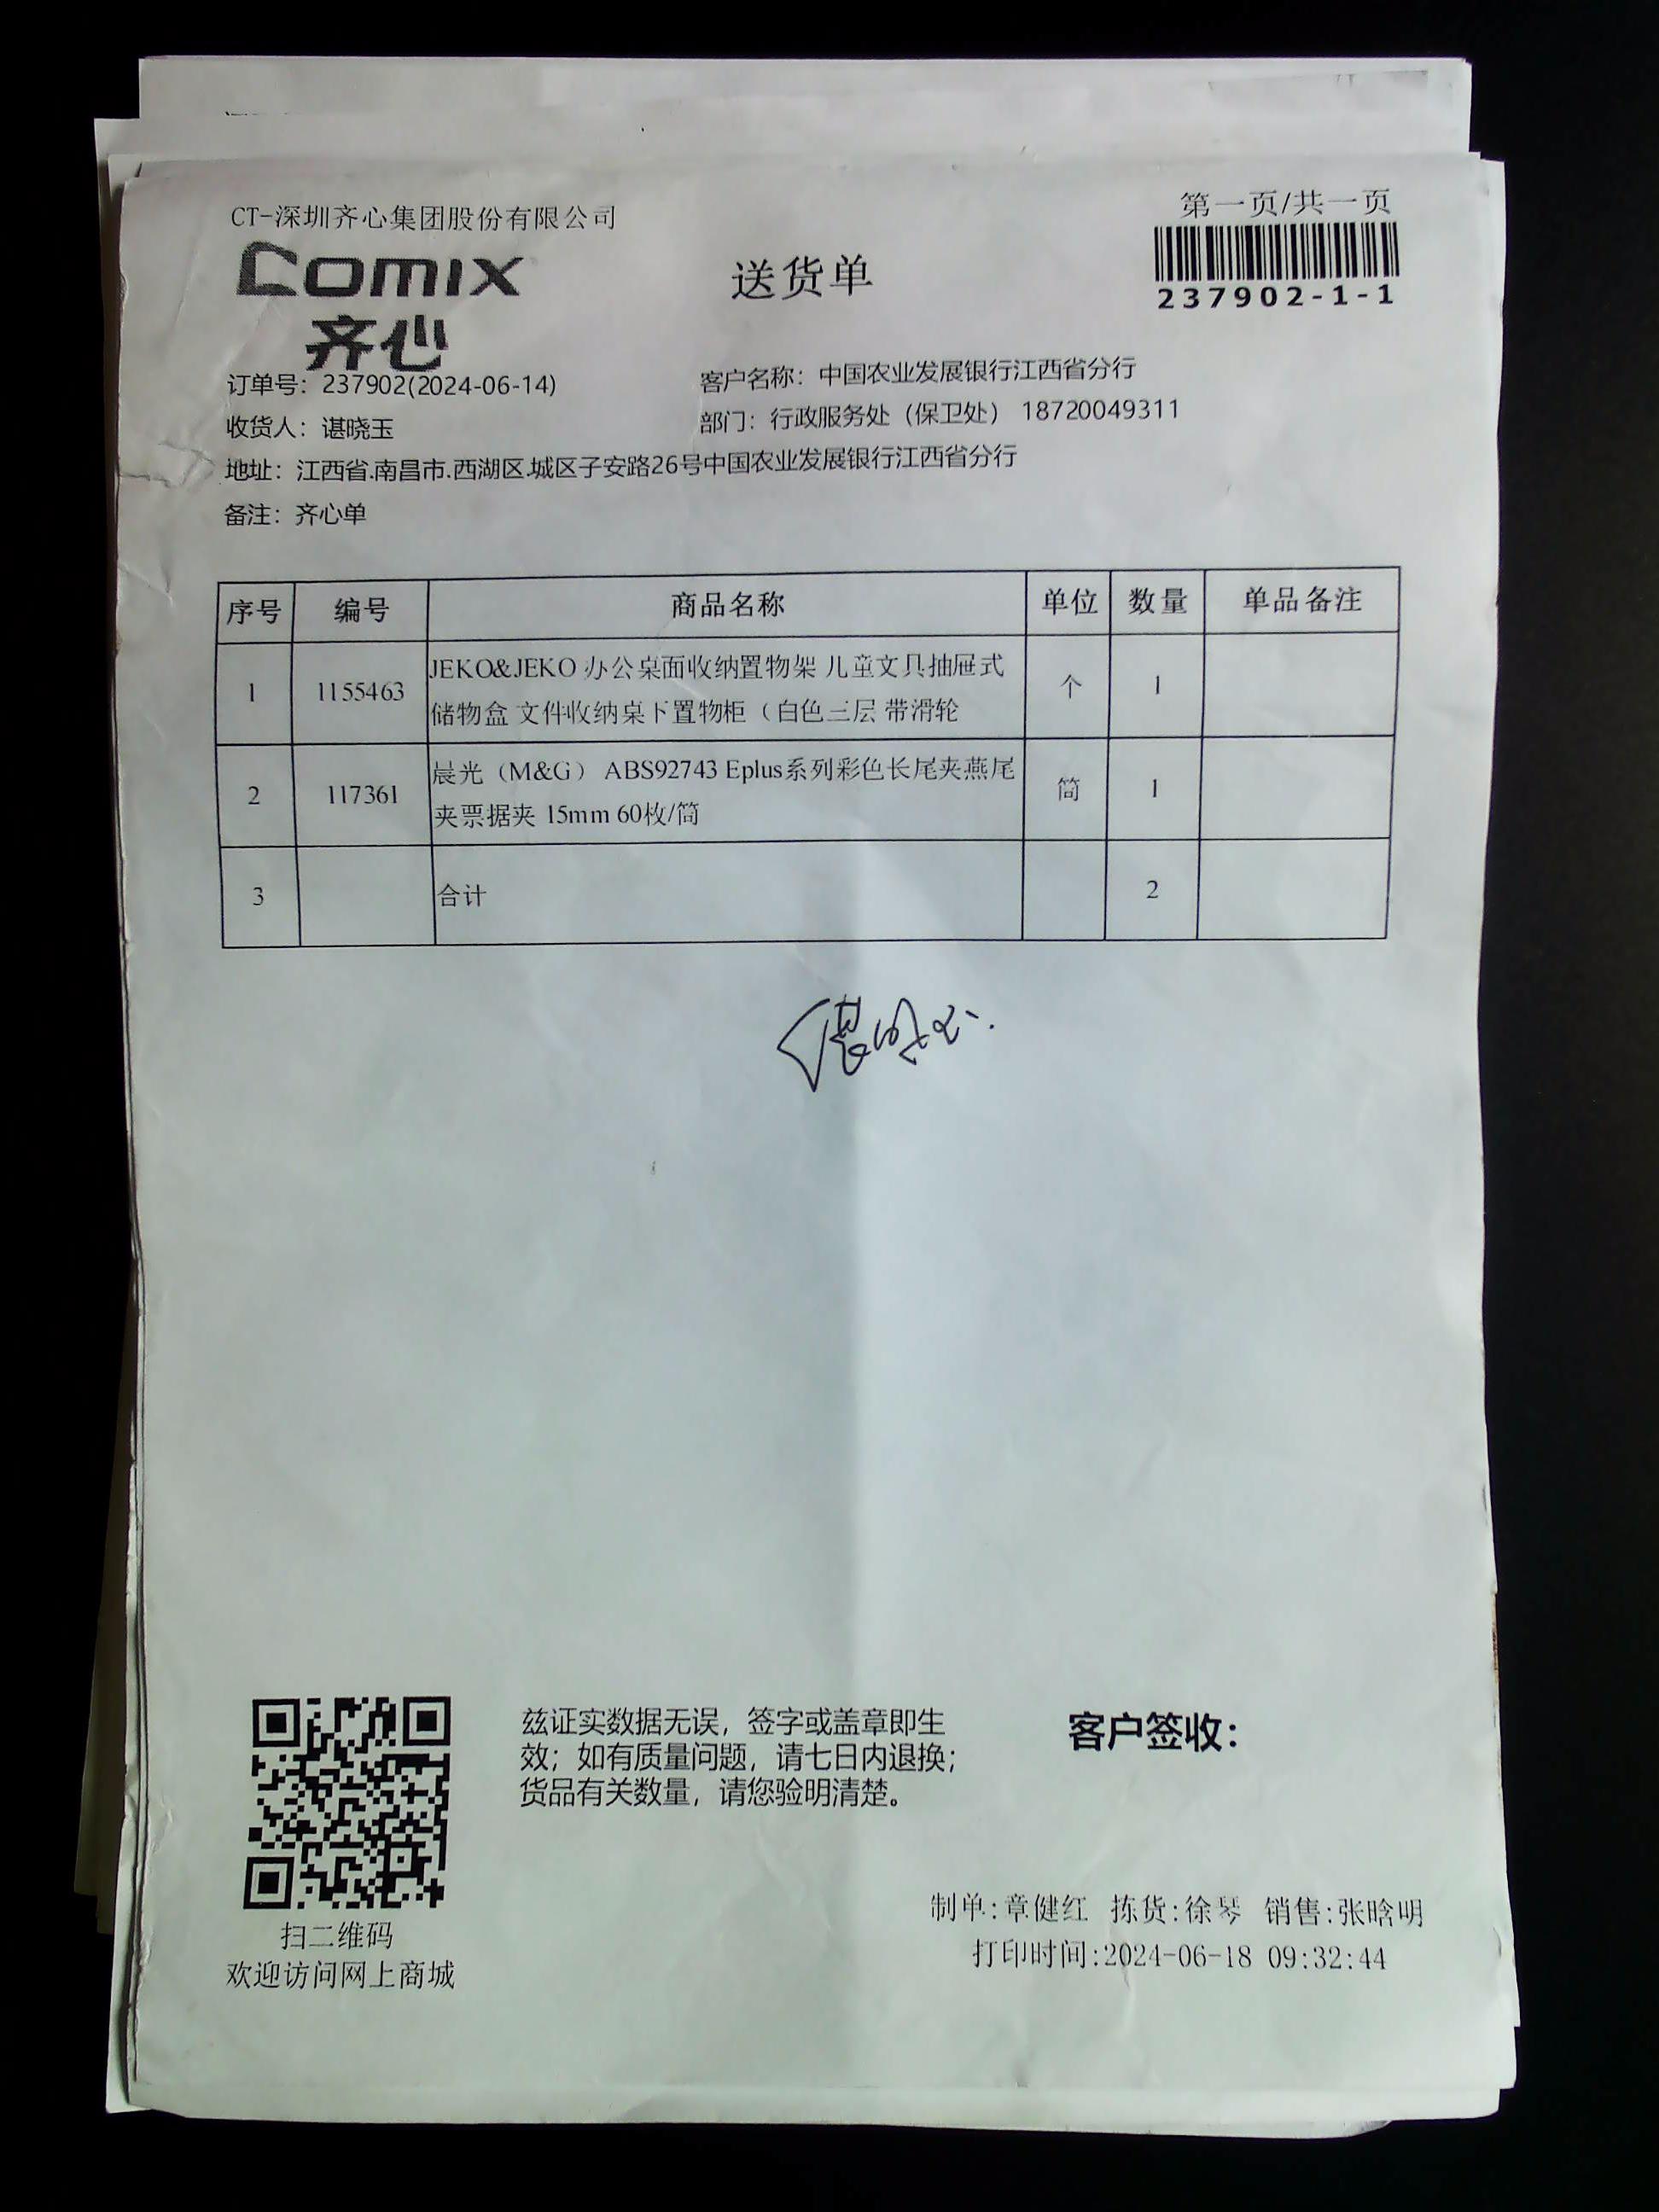 第一页/共一页
CT-深圳齐心集团股份有限公司
comix
齐心
送货单
237902-1-1
订单号：237902(2024-06-14)
客户名称：中国农业发展银行江西省分行
收货人：谌晓玉
部门：行政服务处（保卫处） 18720049311
地址：江西省.南昌市.西湖区.城区子安路26号中国农业发展银行江西省分行
备注：齐心单
序号 编号 商品名称 单位 数量 单品备注
1 1155463 JEKO&JEKO 办公桌面收纳置物架 儿童文具抽屉式 个 1
储物盒 文件收纳桌下置物柜（白色三层 带滑轮
2 117361 晨光（M&G） ABS92743 Eplus系列彩色长尾夹燕尾 筒 1
夹票据夹 15mm 60枚/筒
3 合计 2
谌晓玉
兹证实数据无误，签字或盖章即生
效；如有质量问题，请七日内退换；
货品有关数量，请您验明清楚。
客户签收：
扫二维码
欢迎访问网上商城
制单:章健红 拣货:徐琴 销售:张晗明
打印时间:2024-06-18 09:32:44